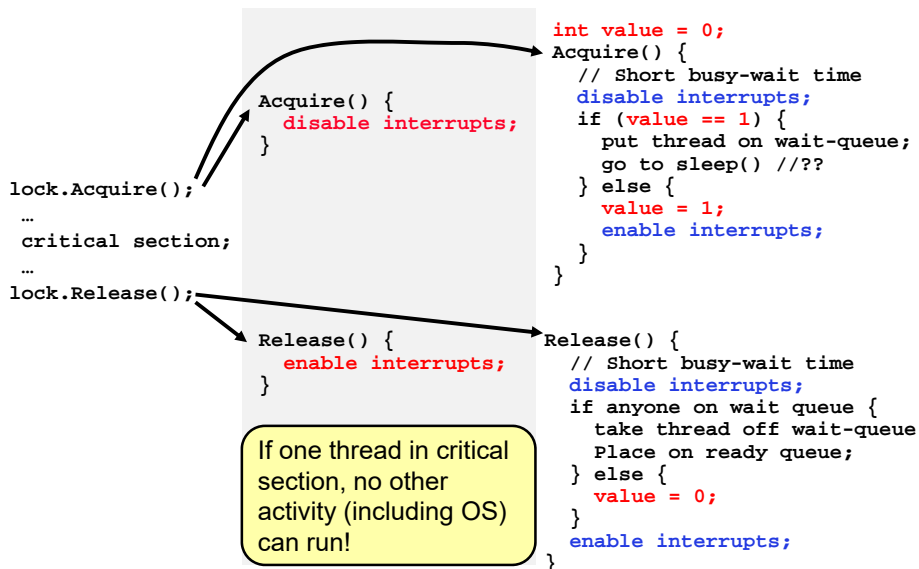 lock.Acquire();
…
critical section;
…
lock.Release();
Acquire() {
disable interrupts;
}
Release() {
enable interrupts;
}
If one thread in critical
section, no other
activity (including OS)
can run!
int value = 0;
Acquire() {
// Short busy-wait time
disable interrupts;
if (value == 1) {
put thread on wait-queue;
go to sleep() //??
} else {
value = 1;
enable interrupts;
}
}
Release() {
// Short busy-wait time
disable interrupts;
if anyone on wait queue {
take thread off wait-queue
Place on ready queue;
} else {
value = 0;
}
enable interrupts;
}